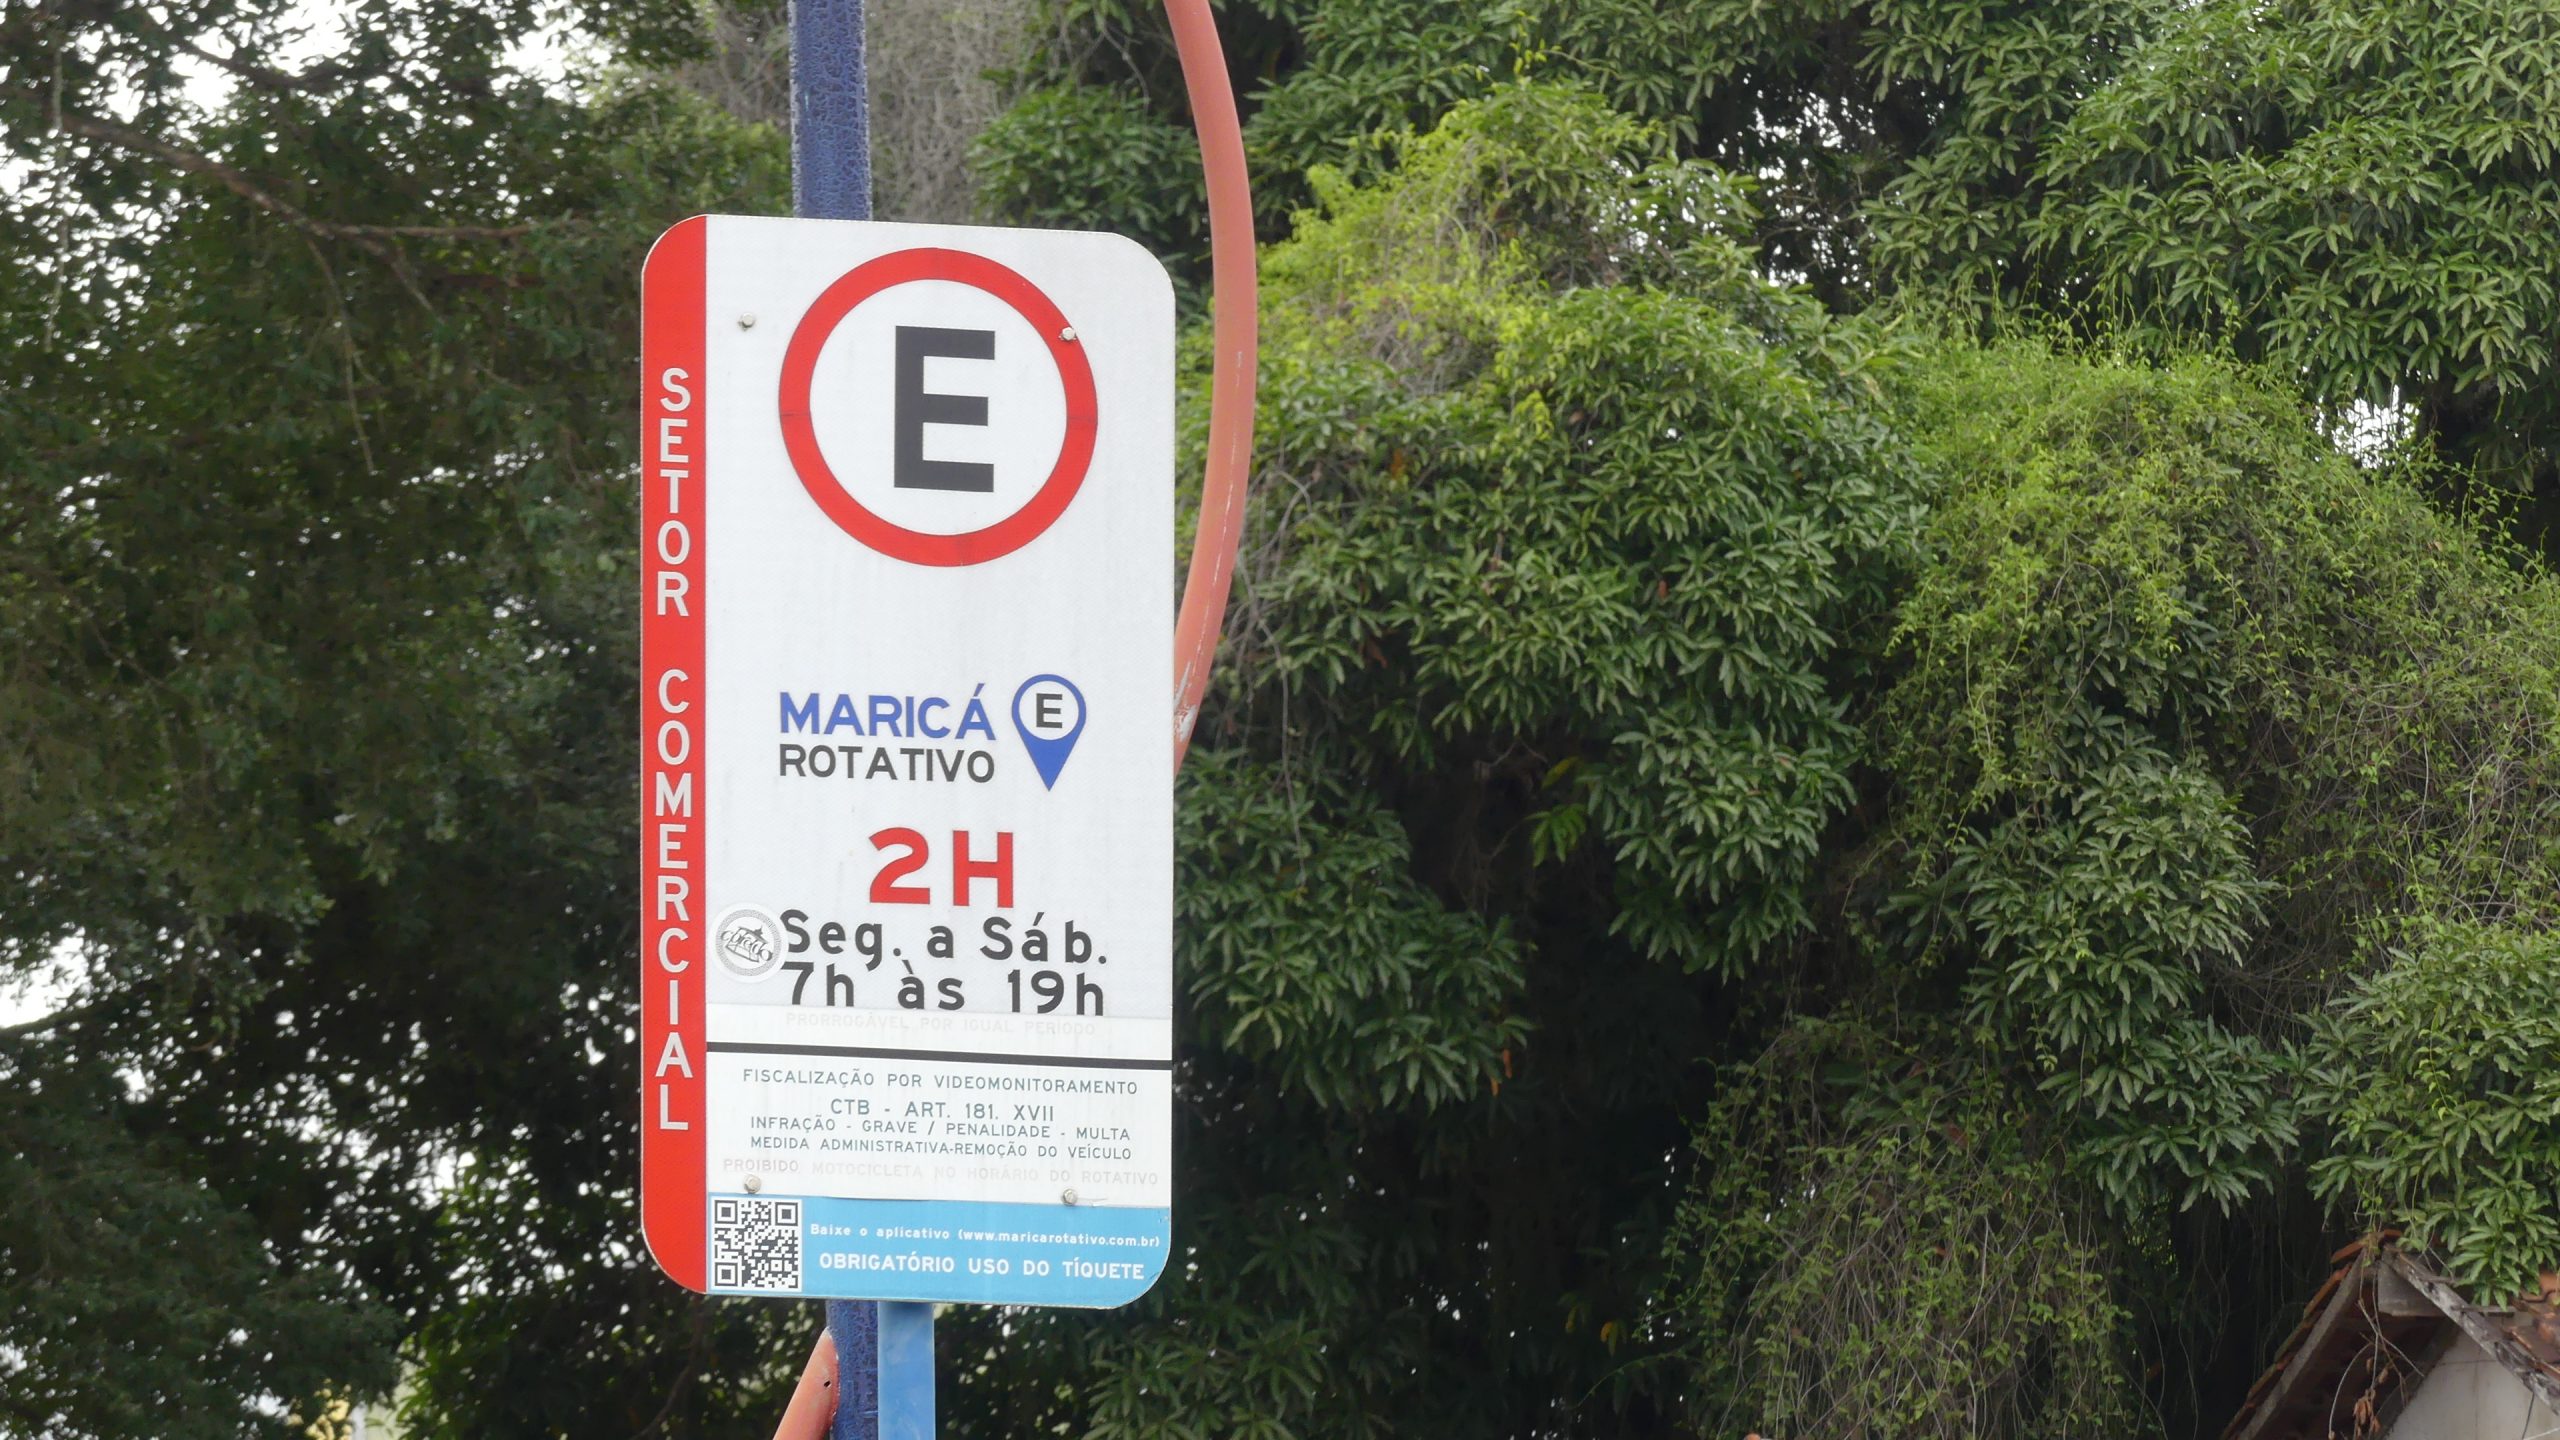 SETOR COMERCIAL
E
MARICÁ E
ROTATIVO
2H
Seg. a Sáb.
7h às 19h
PRORROGÁVEL POR IGUAL PERÍODO
FISCALIZAÇÃO POR VIDEOMONITORAMENTO
CTB - ART. 181. XVII
INFRAÇÃO - GRAVE / PENALIDADE - MULTA
MEDIDA ADMINISTRATIVA-REMOÇÃO DO VEÍCULO
PROIBIDO MOTOCICLETA NO HORÁRIO DO ROTATIVO
Baixe o aplicativo (www.maricarotativo.com.br)
OBRIGATÓRIO USO DO TÍQUETE